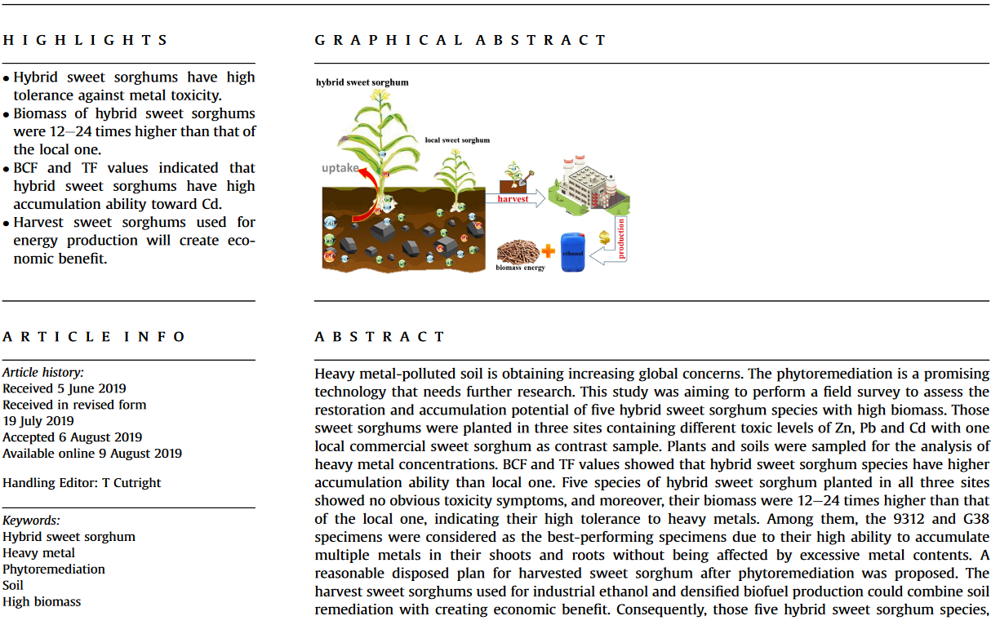 HIGHLIGHTS
• Hybrid sweet sorghums have high
tolerance against metal toxicity.
• Biomass of hybrid sweet sorghums
were 12−24 times higher than that of
the local one.
• BCF and TF values indicated that
hybrid sweet sorghums have high
accumulation ability toward Cd.
• Harvest sweet sorghums used for
energy production will create eco-
nomic benefit.
GRAPHICAL ABSTRACT
hybrid sweet sorghum
local sweet sorghum
uptake
harvest
production
biomass energy
ethanol
ARTICLE INFO
Article history:
Received 5 June 2019
Received in revised form
19 July 2019
Accepted 6 August 2019
Available online 9 August 2019
Handling Editor: T Cutright
Keywords:
Hybrid sweet sorghum
Heavy metal
Phytoremediation
Soil
High biomass
ABSTRACT
Heavy metal-polluted soil is obtaining increasing global concerns. The phytoremediation is a promising
technology that needs further research. This study was aiming to perform a field survey to assess the
restoration and accumulation potential of five hybrid sweet sorghum species with high biomass. Those
sweet sorghums were planted in three sites containing different toxic levels of Zn, Pb and Cd with one
local commercial sweet sorghum as contrast sample. Plants and soils were sampled for the analysis of
heavy metal concentrations. BCF and TF values showed that hybrid sweet sorghum species have higher
accumulation ability than local one. Five species of hybrid sweet sorghum planted in all three sites
showed no obvious toxicity symptoms, and moreover, their biomass were 12−24 times higher than that
of the local one, indicating their high tolerance to heavy metals. Among them, the 9312 and G38
specimens were considered as the best-performing specimens due to their high ability to accumulate
multiple metals in their shoots and roots without being affected by excessive metal contents. A
reasonable disposed plan for harvested sweet sorghum after phytoremediation was proposed. The
harvest sweet sorghums used for industrial ethanol and densified biofuel production could combine soil
remediation with creating economic benefit. Consequently, those five hybrid sweet sorghum species,